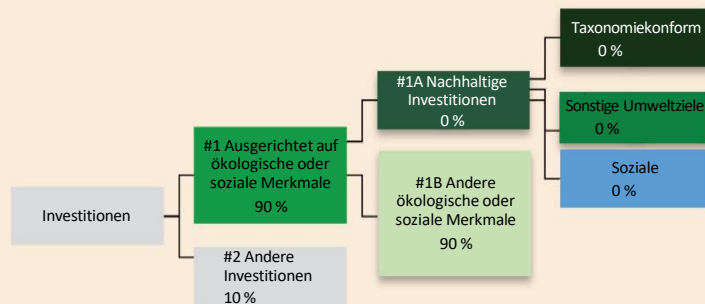 Taxonomiekonform
0 %
#1A Nachhaltige
Investitionen
0 %
Sonstige Umweltziele
0 %
#1 Ausgerichtet auf
ökologische oder
soziale Merkmale
90 %
Soziale
0 %
#1B Andere
ökologische oder
soziale Merkmale
90 %
Investitionen
#2 Andere
Investitionen
10 %